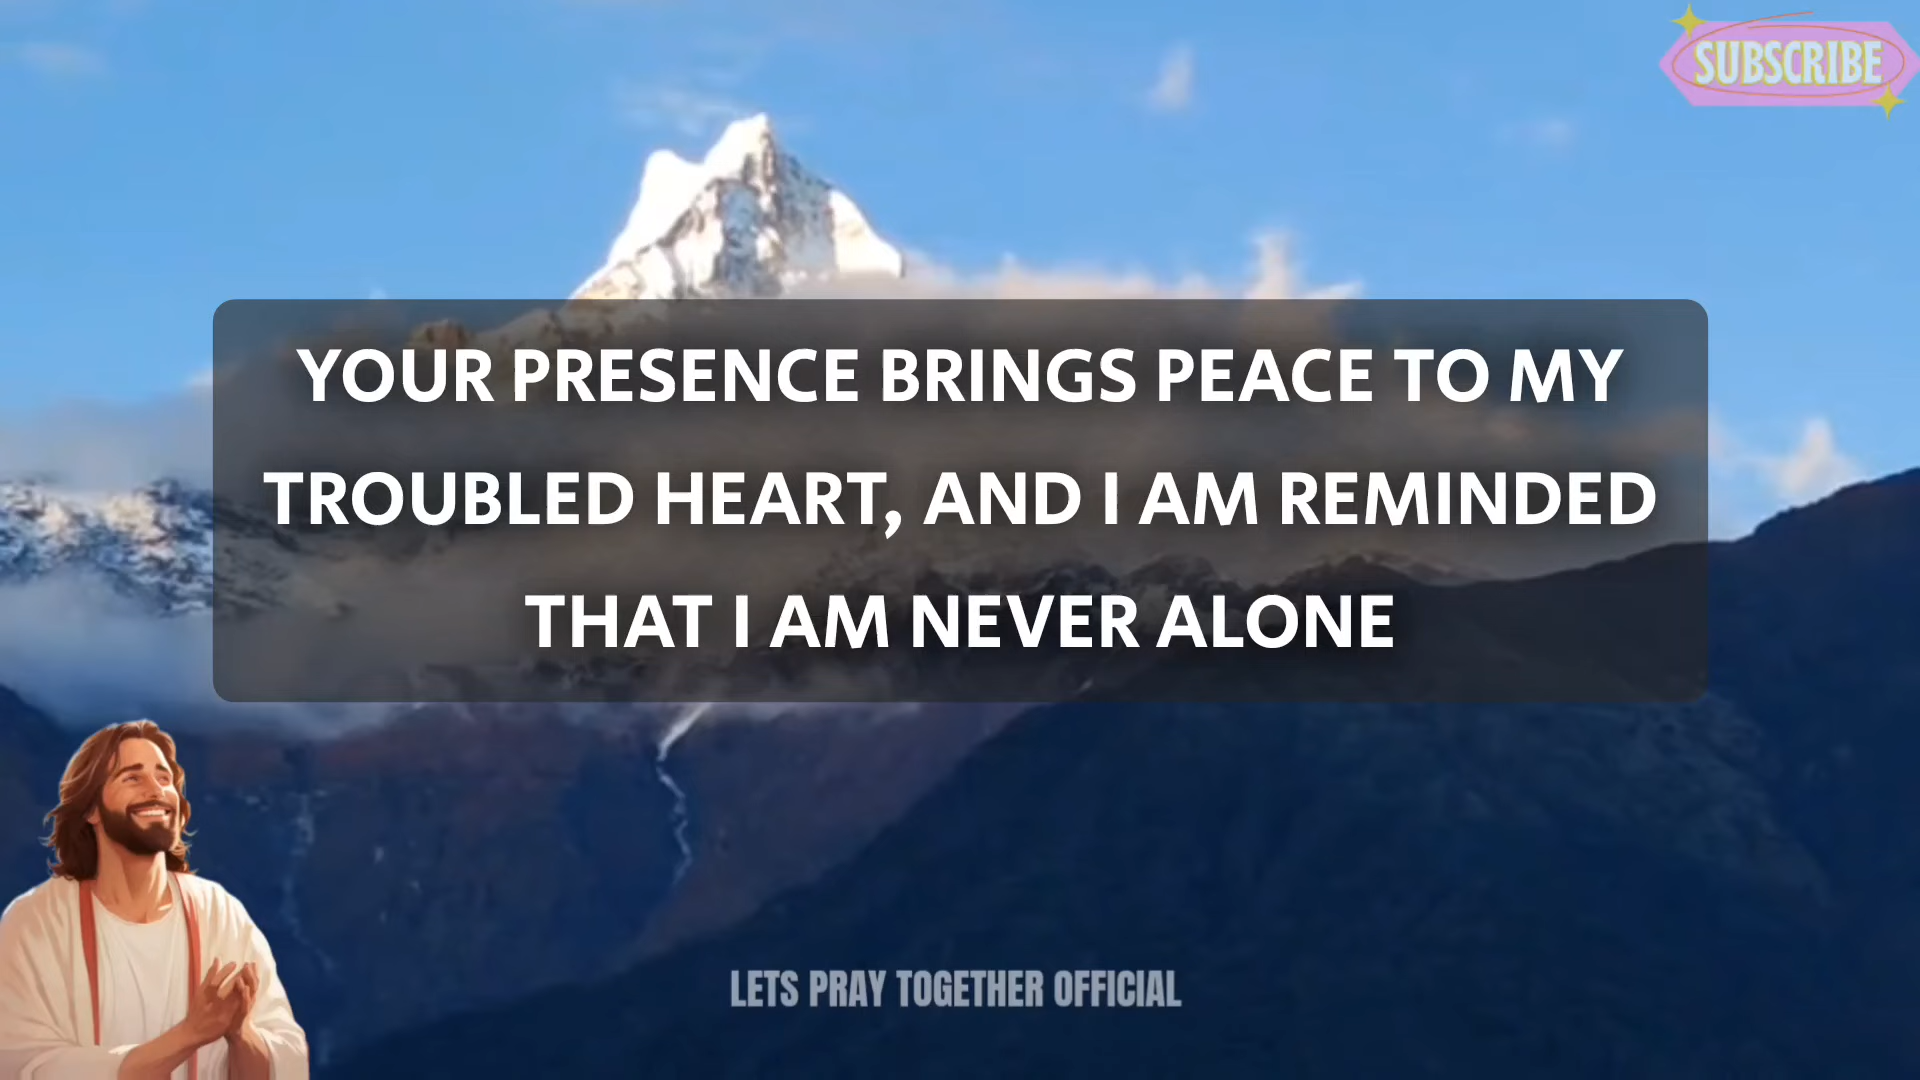 SUBSCRIBE
YOUR PRESENCE BRINGS PEACE TO MY
TROUBLED HEART, AND I AM REMINDED
THAT I AM NEVER ALONE
LETS PRAY TOGETHER OFFICIAL